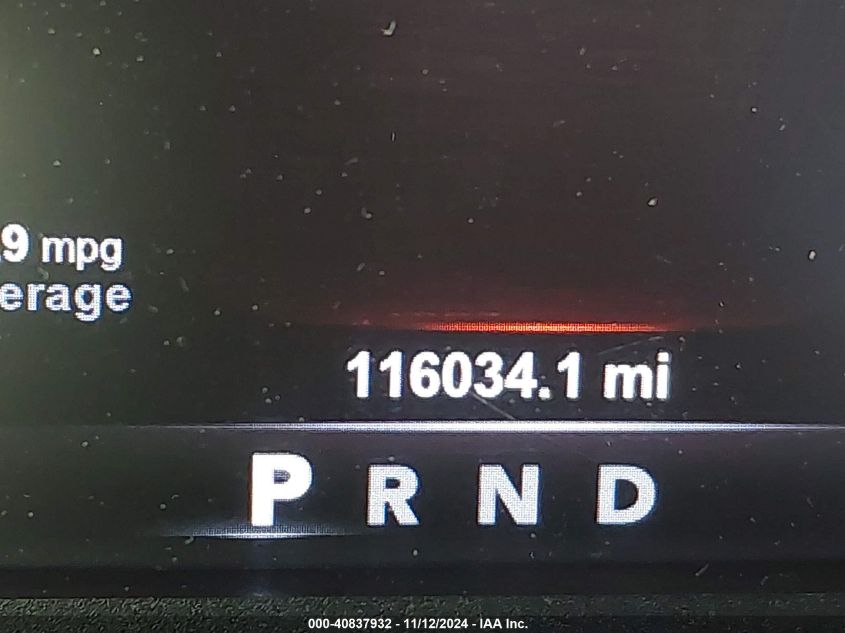 .9 mpg
erage
116034.1 mi
P R N D
000-40837932 - 11/12/2024 - IAA Inc.